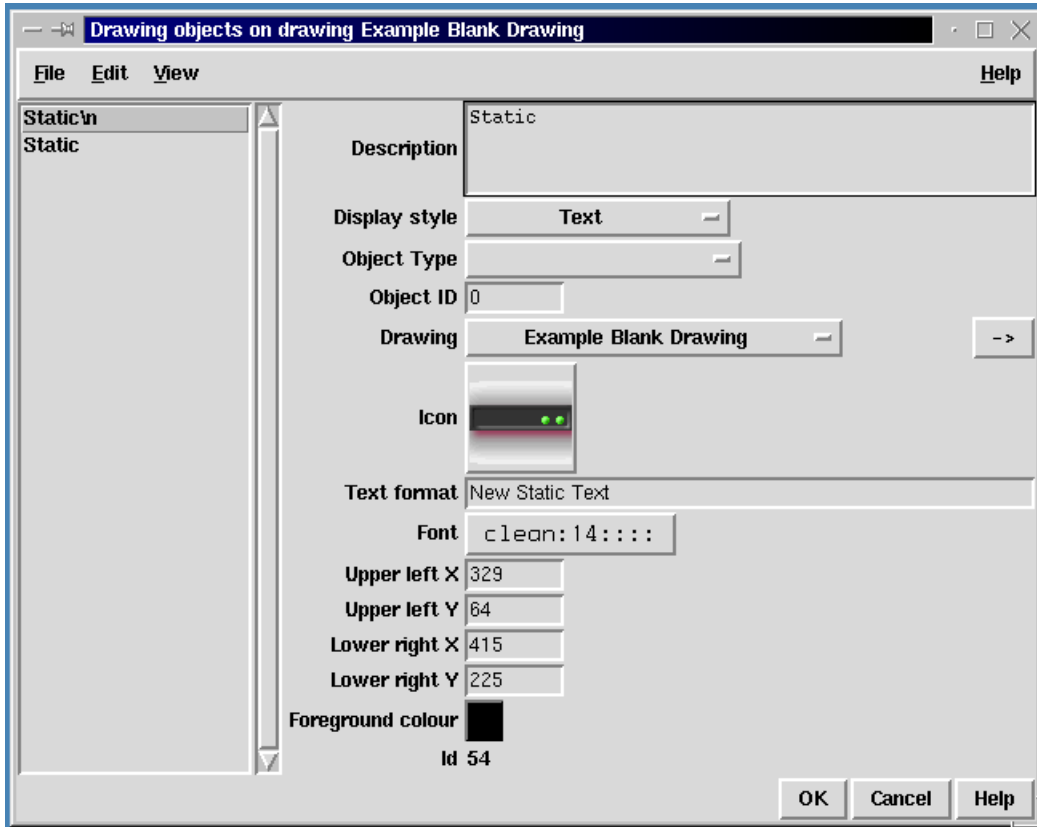 Drawing objects on drawing Example Blank Drawing
File Edit View Help
Static\n
Static
Description Static
Display style Text
Object Type
Object ID 0
Drawing Example Blank Drawing ->
Icon
Text format New Static Text
Font clean:14::::
Upper left X 329
Upper left Y 64
Lower right X 415
Lower right Y 225
Foreground colour
Id 54
OK Cancel Help